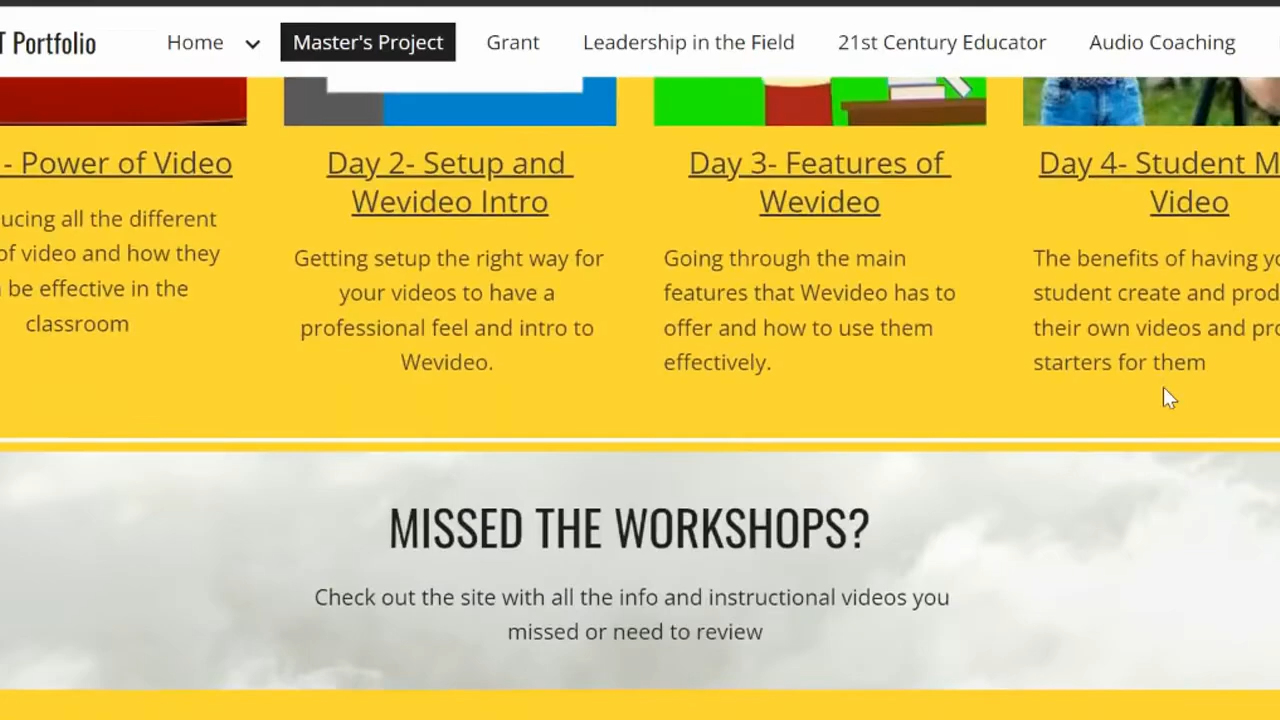 T Portfolio
Home
Master's Project
Grant
Leadership in the Field
21st Century Educator
Audio Coaching
- Power of Video
ucing all the different
of video and how they
be effective in the
classroom
Day 2- Setup and
Wevideo Intro
Getting setup the right way for
your videos to have a
professional feel and intro to
Wevideo.
Day 3- Features of
Wevideo
Going through the main
features that Wevideo has to
offer and how to use them
effectively.
Day 4- Student M
Video
The benefits of having yo
student create and prod
their own videos and pro
starters for them
MISSED THE WORKSHOPS?
Check out the site with all the info and instructional videos you
missed or need to review